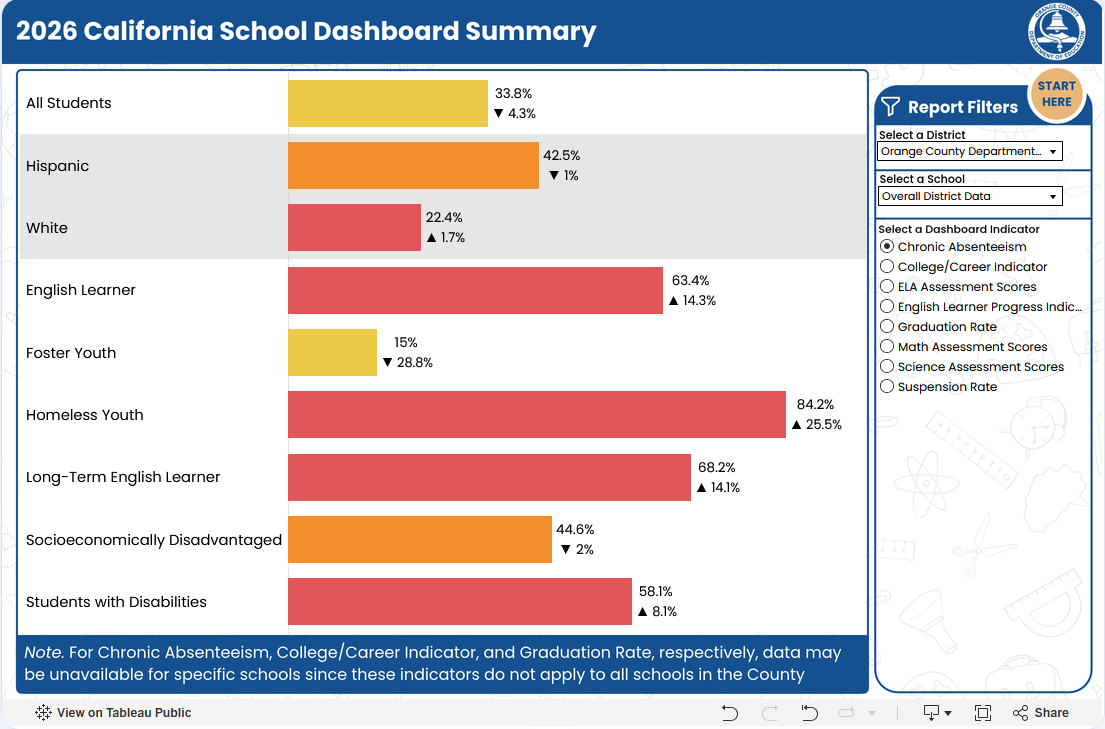 2026 California School Dashboard Summary
ORANGE COUNTY
DEPARTMENT OF EDUCATION
START
HERE
Report Filters
Select a District
Orange County Department...
Select a School
Overall District Data
Select a Dashboard Indicator
Chronic Absenteeism
College/Career Indicator
ELA Assessment Scores
English Learner Progress Indic...
Graduation Rate
Math Assessment Scores
Science Assessment Scores
Suspension Rate
All Students
33.8%
▼ 4.3%
Hispanic
42.5%
▼ 1%
White
22.4%
▲ 1.7%
English Learner
63.4%
▲ 14.3%
Foster Youth
15%
▼ 28.8%
Homeless Youth
84.2%
▲ 25.5%
Long-Term English Learner
68.2%
▲ 14.1%
Socioeconomically Disadvantaged
44.6%
▼ 2%
Students with Disabilities
58.1%
▲ 8.1%
Note. For Chronic Absenteeism, College/Career Indicator, and Graduation Rate, respectively, data may
be unavailable for specific schools since these indicators do not apply to all schools in the County
View on Tableau Public
Share